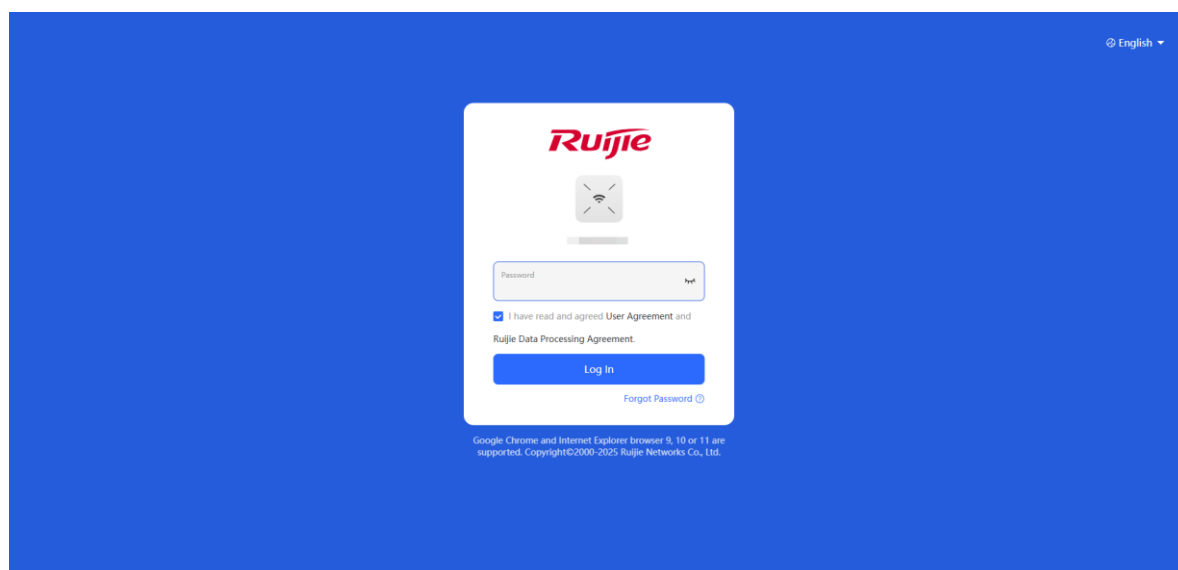 English
Ruijie
Password
I have read and agreed User Agreement and
Ruijie Data Processing Agreement.
Log In
Forgot Password
Google Chrome and Internet Explorer browser 9, 10 or 11 are
supported. Copyright©2000-2025 Ruijie Networks Co., Ltd.